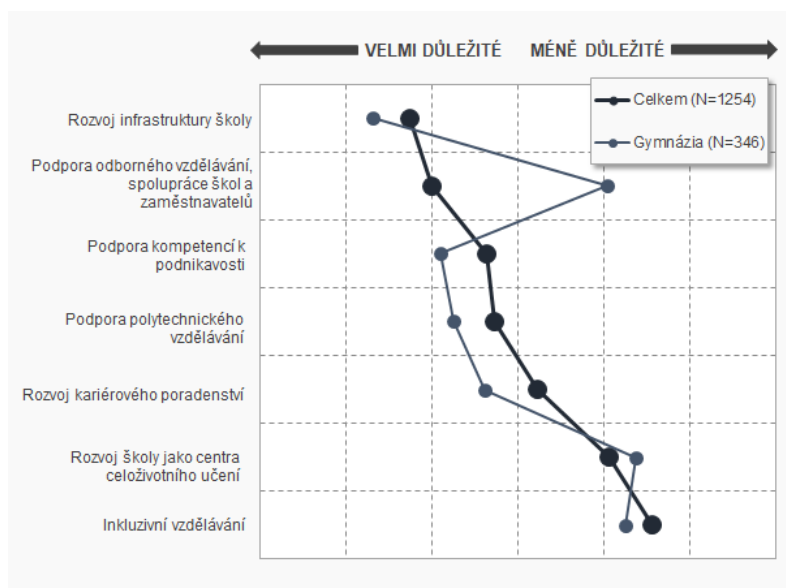 VELMI DŮLEŽITÉ MÉNĚ DŮLEŽITÉ
Celkem (N=1254)
Gymnázia (N=346)
Rozvoj infrastruktury školy
Podpora odborného vzdělávání,
spolupráce škol a
zaměstnavatelů
Podpora kompetencí k
podnikavosti
Podpora polytechnického
vzdělávání
Rozvoj kariérového poradenství
Rozvoj školy jako centra
celoživotního učení
Inkluzivní vzdělávání